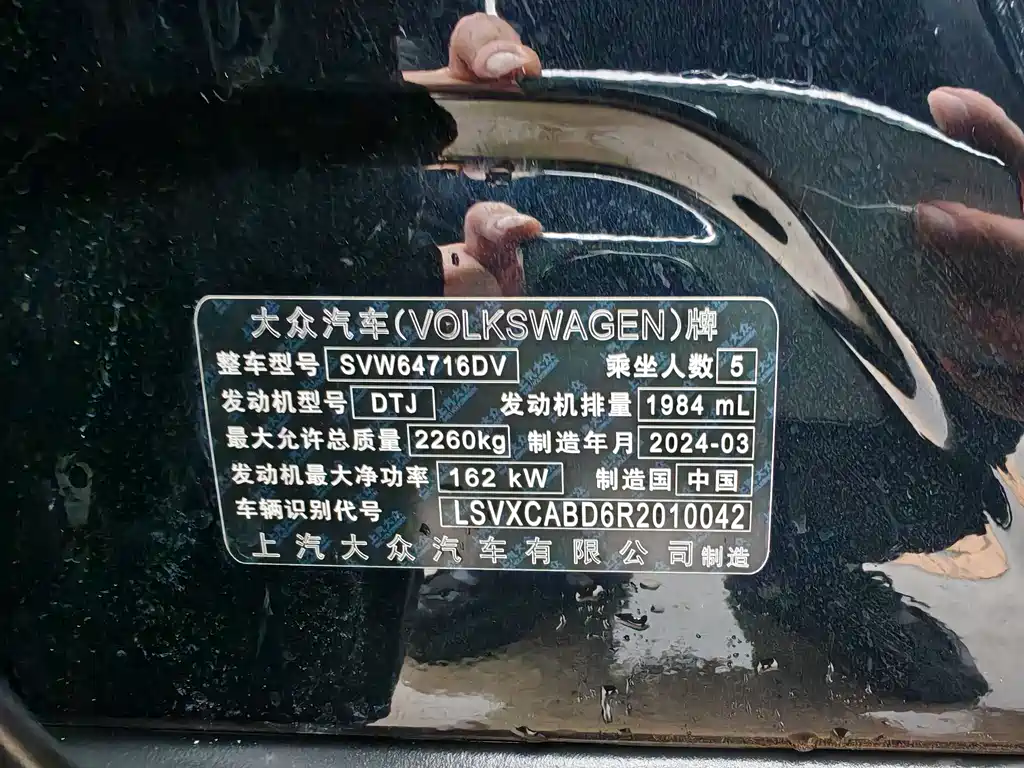 大众汽车(VOLKSWAGEN)牌
整车型号 SVW64716DV 乘坐人数 5
发动机型号 DTJ 发动机排量 1984 mL
最大允许总质量 2260kg 制造年月 2024-03
发动机最大净功率 162 kW 制造国 中国
车辆识别代号 LSVXCABD6R2010042
上汽大众汽车有限公司制造